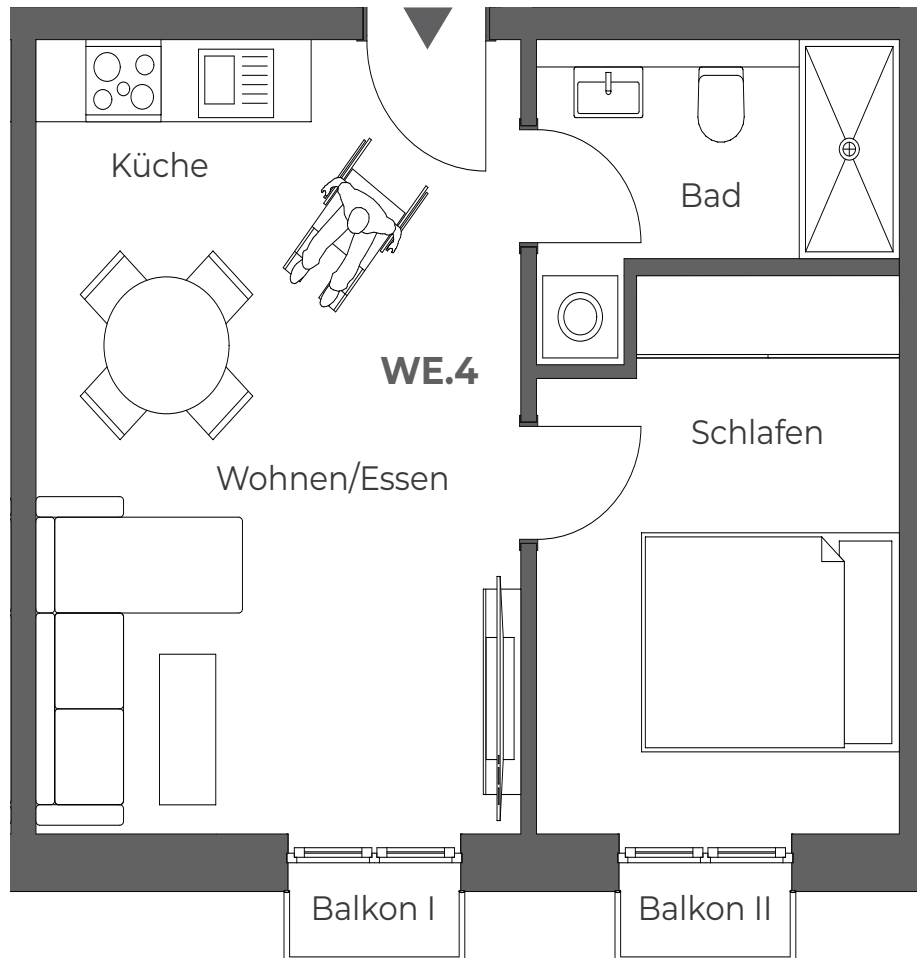 Küche
Bad
WE.4
Schlafen
Wohnen/Essen
Balkon I
Balkon II